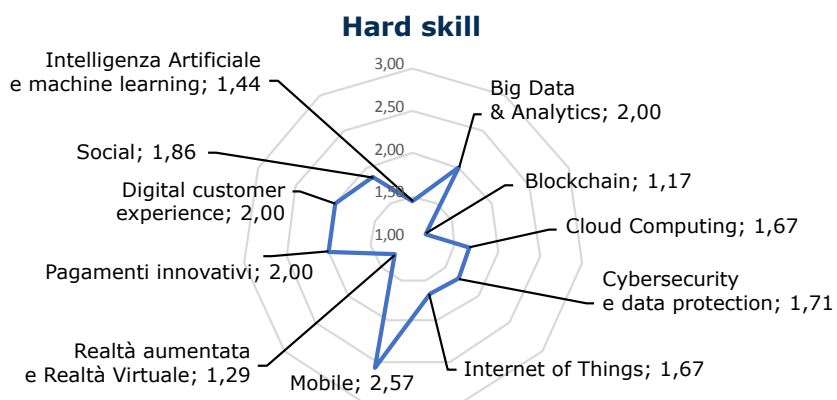 Hard skill
3,00
2,50
2,00
1,50
1,00
Intelligenza Artificiale
e machine learning; 1,44
Big Data
& Analytics; 2,00
Blockchain; 1,17
Cloud Computing; 1,67
Cybersecurity
e data protection; 1,71
Internet of Things; 1,67
Mobile; 2,57
Realtà aumentata
e Realtà Virtuale; 1,29
Pagamenti innovativi; 2,00
Digital customer
experience; 2,00
Social; 1,86